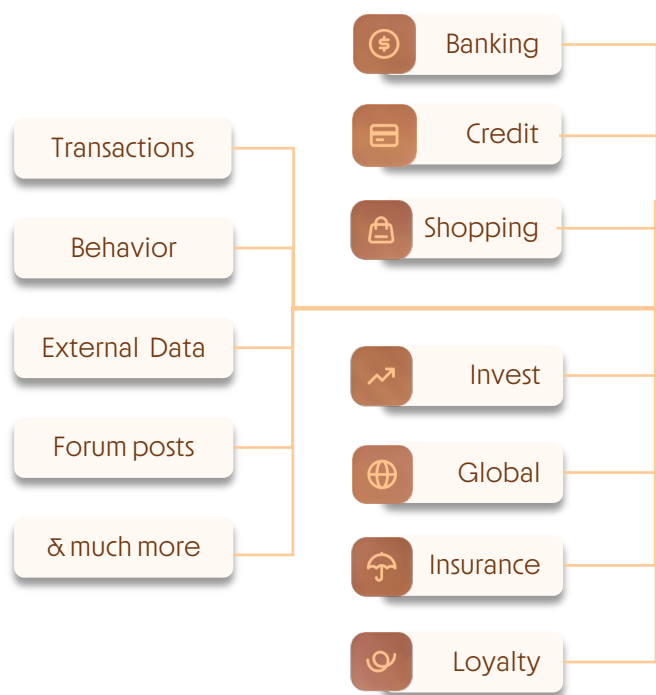 Transactions
Behavior
External Data
Forum posts
& much more
Banking
Credit
Shopping
Invest
Global
Insurance
Loyalty